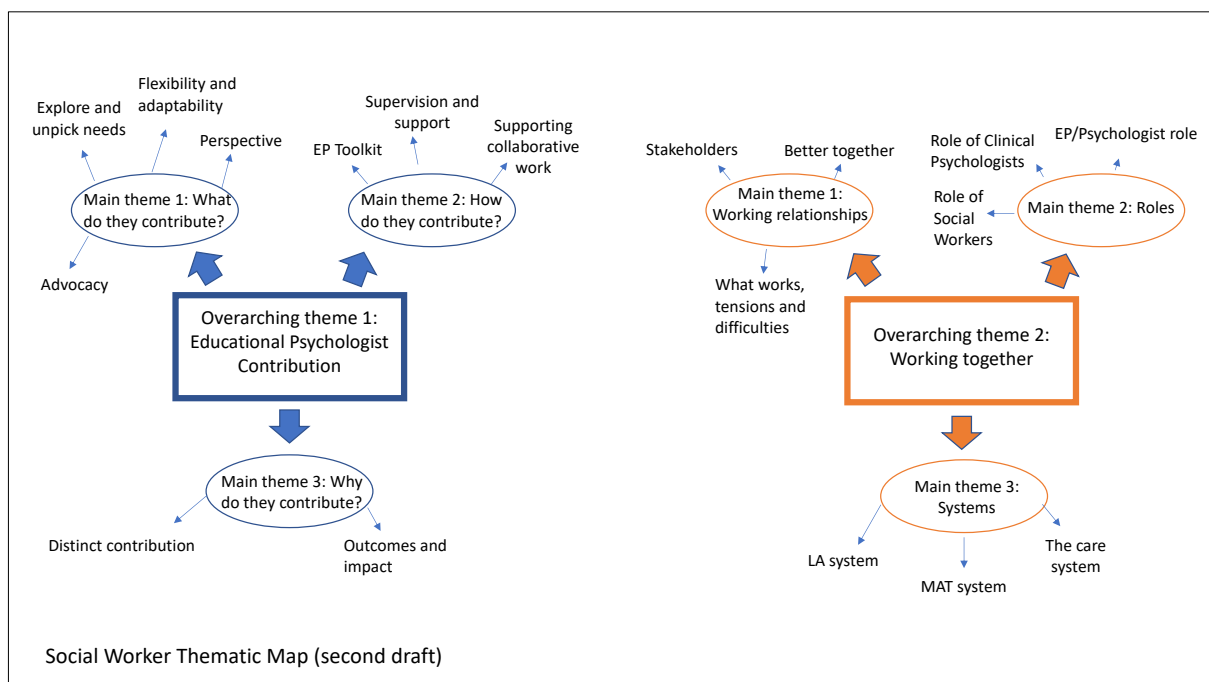 Flexibility and
adaptability
Explore and
unpick needs
Perspective
Main theme 1: What
do they contribute?
Advocacy
Supervision and
support
EP Toolkit
Supporting
collaborative
work
Main theme 2: How
do they contribute?
Overarching theme 1:
Educational Psychologist
Contribution
Main theme 3: Why
do they contribute?
Distinct contribution
Outcomes and
impact
Stakeholders
Better together
Main theme 1:
Working relationships
What works,
tensions and
difficulties
Role of Clinical
Psychologists
EP/Psychologist role
Role of
Social
Workers
Main theme 2: Roles
Overarching theme 2:
Working together
Main theme 3:
Systems
LA system
MAT system
The care
system
Social Worker Thematic Map (second draft)